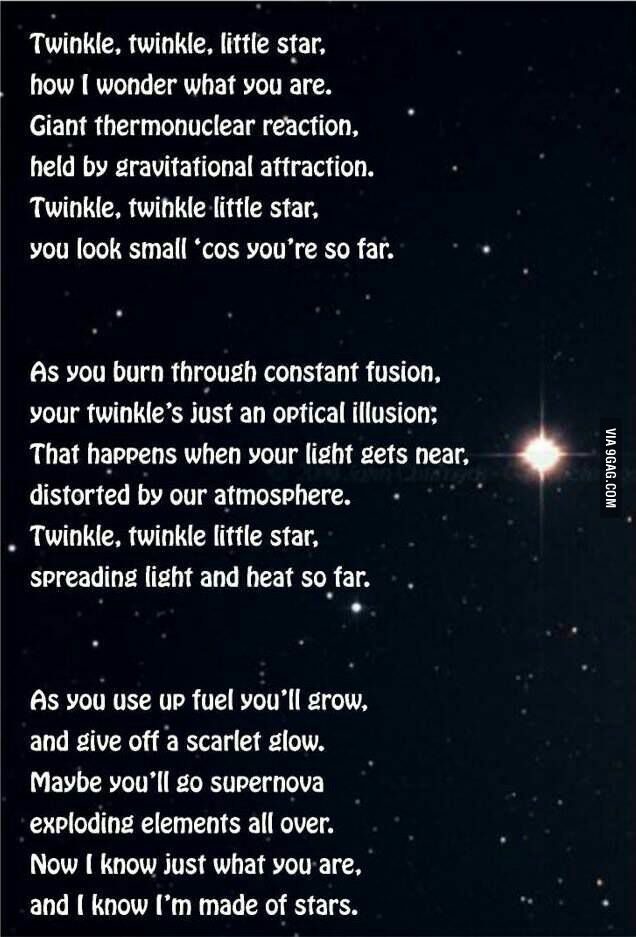 Twinkle, twinkle, little star,
how I wonder what you are.
Giant thermonuclear reaction,
held by gravitational attraction.
Twinkle, twinkle little star,
you look small ‘cos you’re so far.
As you burn through constant fusion,
your twinkle’s just an optical illusion;
That happens when your light gets near,
distorted by our atmosphere.
Twinkle, twinkle little star,
spreading light and heat so far.
As you use up fuel you’ll grow,
and give off a scarlet glow.
Maybe you’ll go supernova
exploding elements all over.
Now I know just what you are,
and I know I’m made of stars.
VIA 9GAG.COM